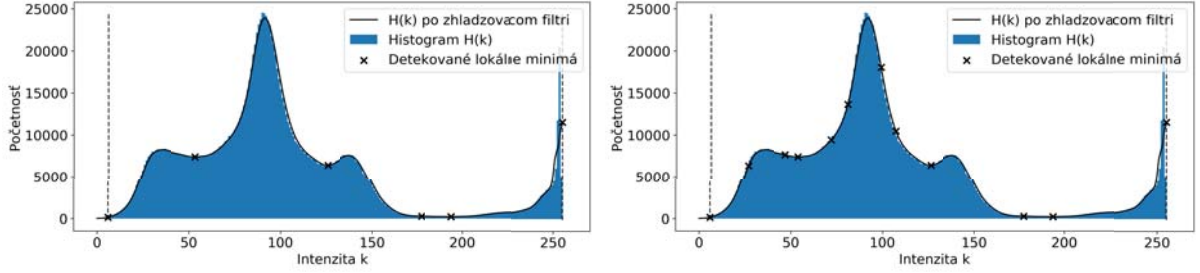 25000
20000
15000
10000
5000
0
Početnosť
0 50 100 150 200 250
Intenzita k
H(k) po zhladzovacom filtri
Histogram H(k)
Detekované lokálne minimá
25000
20000
15000
10000
5000
0
Početnosť
0 50 100 150 200 250
Intenzita k
H(k) po zhladzovacom filtri
Histogram H(k)
Detekované lokálne minimá